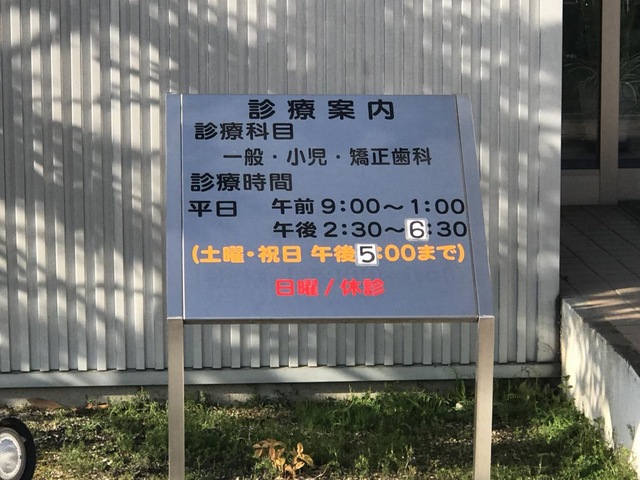 診療案内
診療科目
一般・小児・矯正歯科
診療時間
平日 午前 9:00～1:00
午後 2:30～6:30
(土曜・祝日 午後5:00まで)
日曜/休診